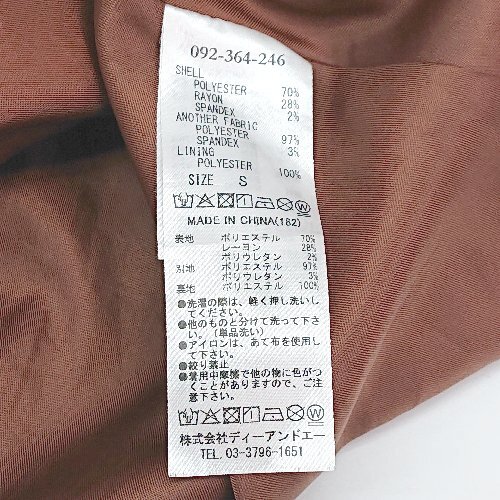 092-364-246
SHELL
POLYESTER 70%
RAYON 28%
SPANDEX 2%
ANOTHER FABRIC
POLYESTER 97%
SPANDEX 3%
LINING
POLYESTER 100%
SIZE S
MADE IN CHINA(182)
表地 ポリエステル 70%
レーヨン 28%
ポリウレタン 2%
別地 ポリエステル 97%
ポリウレタン 3%
裏地 ポリエステル 100%
●洗濯の際は、軽く押し洗いし
てください。
●他のものと分けて洗って下さ
い。(単品洗い)
●アイロンは、あて布を使用し
て下さい。
●絞り禁止
●着用中摩擦で他の物に色がつ
くことがありますので、ご注
意下さい。
株式会社ディーアンドエー
TEL. 03-3796-1651